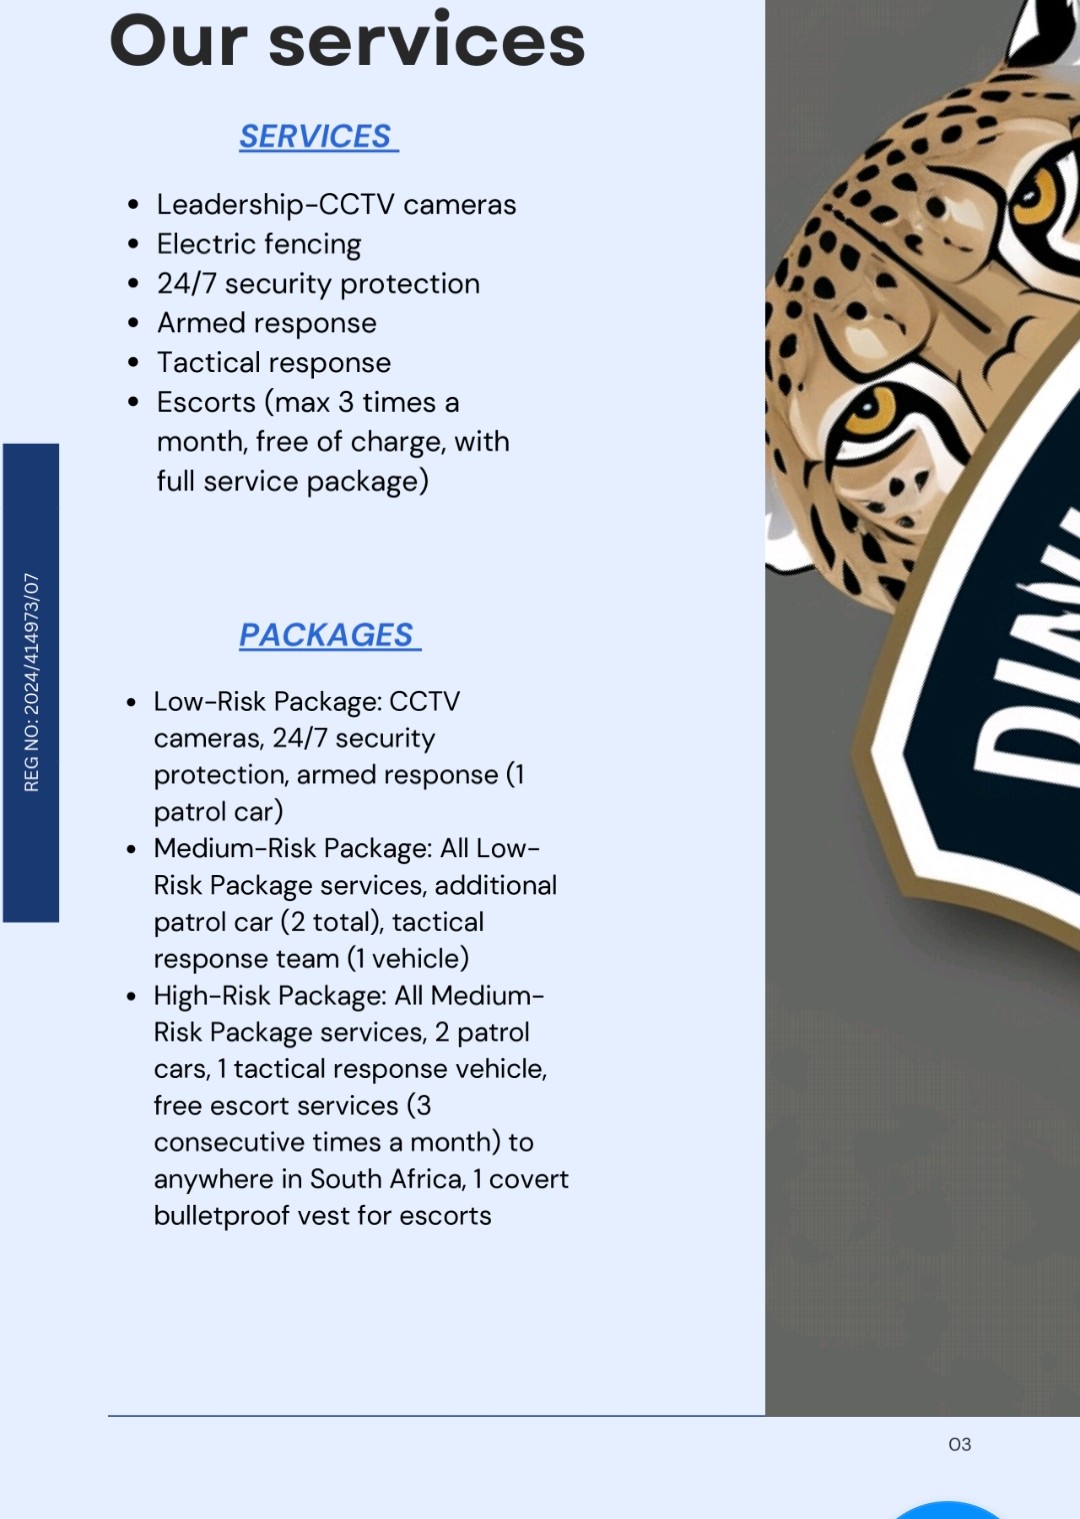 Our services
SERVICES
• Leadership-CCTV cameras
• Electric fencing
• 24/7 security protection
• Armed response
• Tactical response
• Escorts (max 3 times a
month, free of charge, with
full service package)
REG NO: 2024/414973/07
PACKAGES
• Low-Risk Package: CCTV
cameras, 24/7 security
protection, armed response (1
patrol car)
• Medium-Risk Package: All Low-
Risk Package services, additional
patrol car (2 total), tactical
response team (1 vehicle)
• High-Risk Package: All Medium-
Risk Package services, 2 patrol
cars, 1 tactical response vehicle,
free escort services (3
consecutive times a month) to
anywhere in South Africa, 1 covert
bulletproof vest for escorts
03